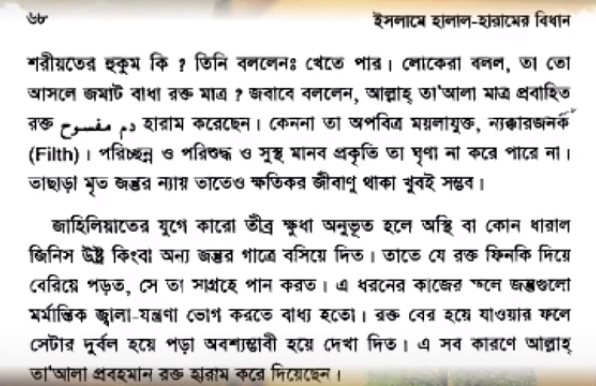 ৬৮ ইসলামে হালাল-হারামের বিধান
শরীয়তের হুকুম কি ? তিনি বললেনঃ খেতে পার। লোকেরা বলল, তা তো
আসলে জমাট বাধা রক্ত মাত্র ? জবাবে বললেন, আল্লাহ্ তা'আলা মাত্র প্রবাহিত
রক্ত دم مفسوح হারাম করেছেন। কেননা তা অপবিত্র ময়লাযুক্ত, ন্যক্কারজনক
(Filth)। পরিচ্ছন্ন ও পরিশুদ্ধ ও সুস্থ মানব প্রকৃতি তা ঘৃণা না করে পারে না।
তাছাড়া মৃত জন্তুর ন্যায় তাতেও ক্ষতিকর জীবাণু থাকা খুবই সম্ভব।
জাহিলিয়াতের যুগে কারো তীব্র ক্ষুধা অনুভূত হলে অস্থি বা কোন ধারাল
জিনিস উষ্ট্র কিংবা অন্য জন্তুর গাত্রে বসিয়ে দিত। তাতে যে রক্ত ফিনকি দিয়ে
বেরিয়ে পড়ত, সে তা সাগ্রহে পান করত। এ ধরনের কাজের ফলে জন্তুগুলো
মর্মান্তিক জ্বালা-যন্ত্রণা ভোগ করতে বাধ্য হতো। রক্ত বের হয়ে যাওয়ার ফলে
সেটার দুর্বল হয়ে পড়া অবশ্যম্ভাবী হয়ে দেখা দিত। এ সব কারণে আল্লাহ্
তা'আলা প্রবহমান রক্ত হারাম করে দিয়েছেন।